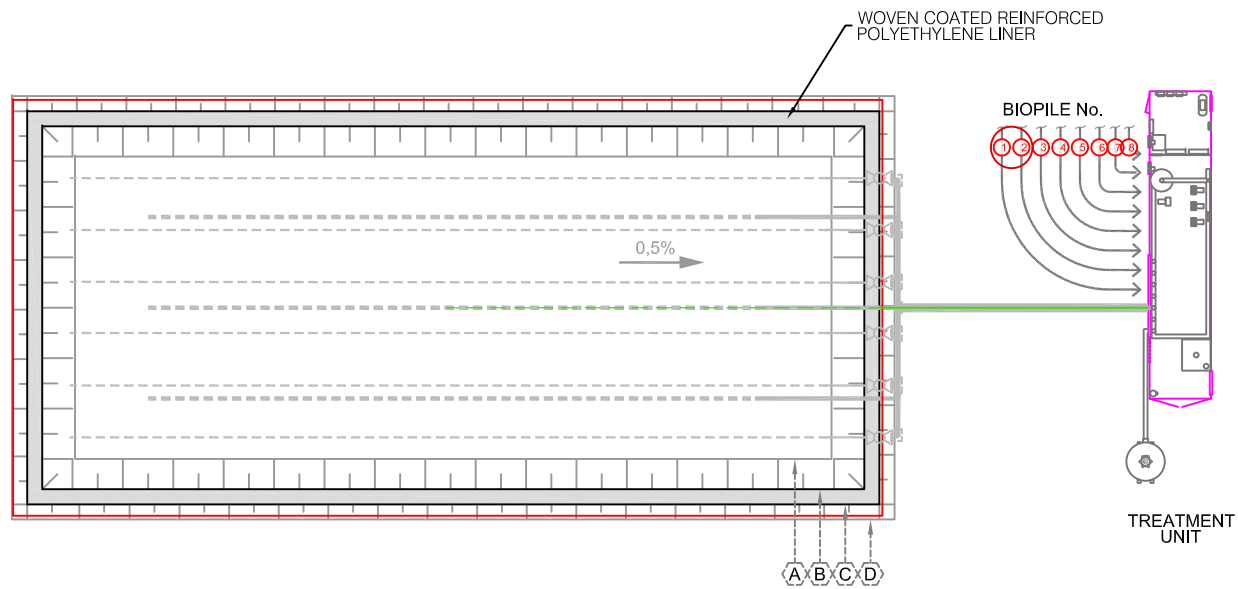 WOVEN COATED REINFORCED
POLYETHYLENE LINER
BIOPILE No.
1 2 3 4 5 6 7 8
0,5%
A B C D
TREATMENT
UNIT